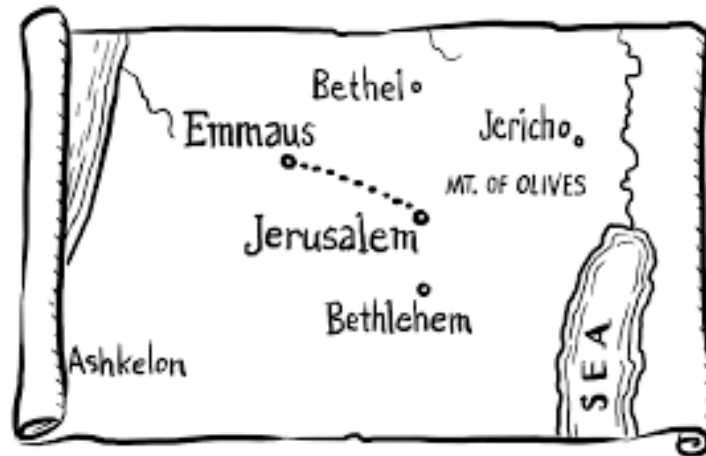 Bethel
Emmaus
Jericho
MT. OF OLIVES
Jerusalem
Bethlehem
SEA
Ashkelon